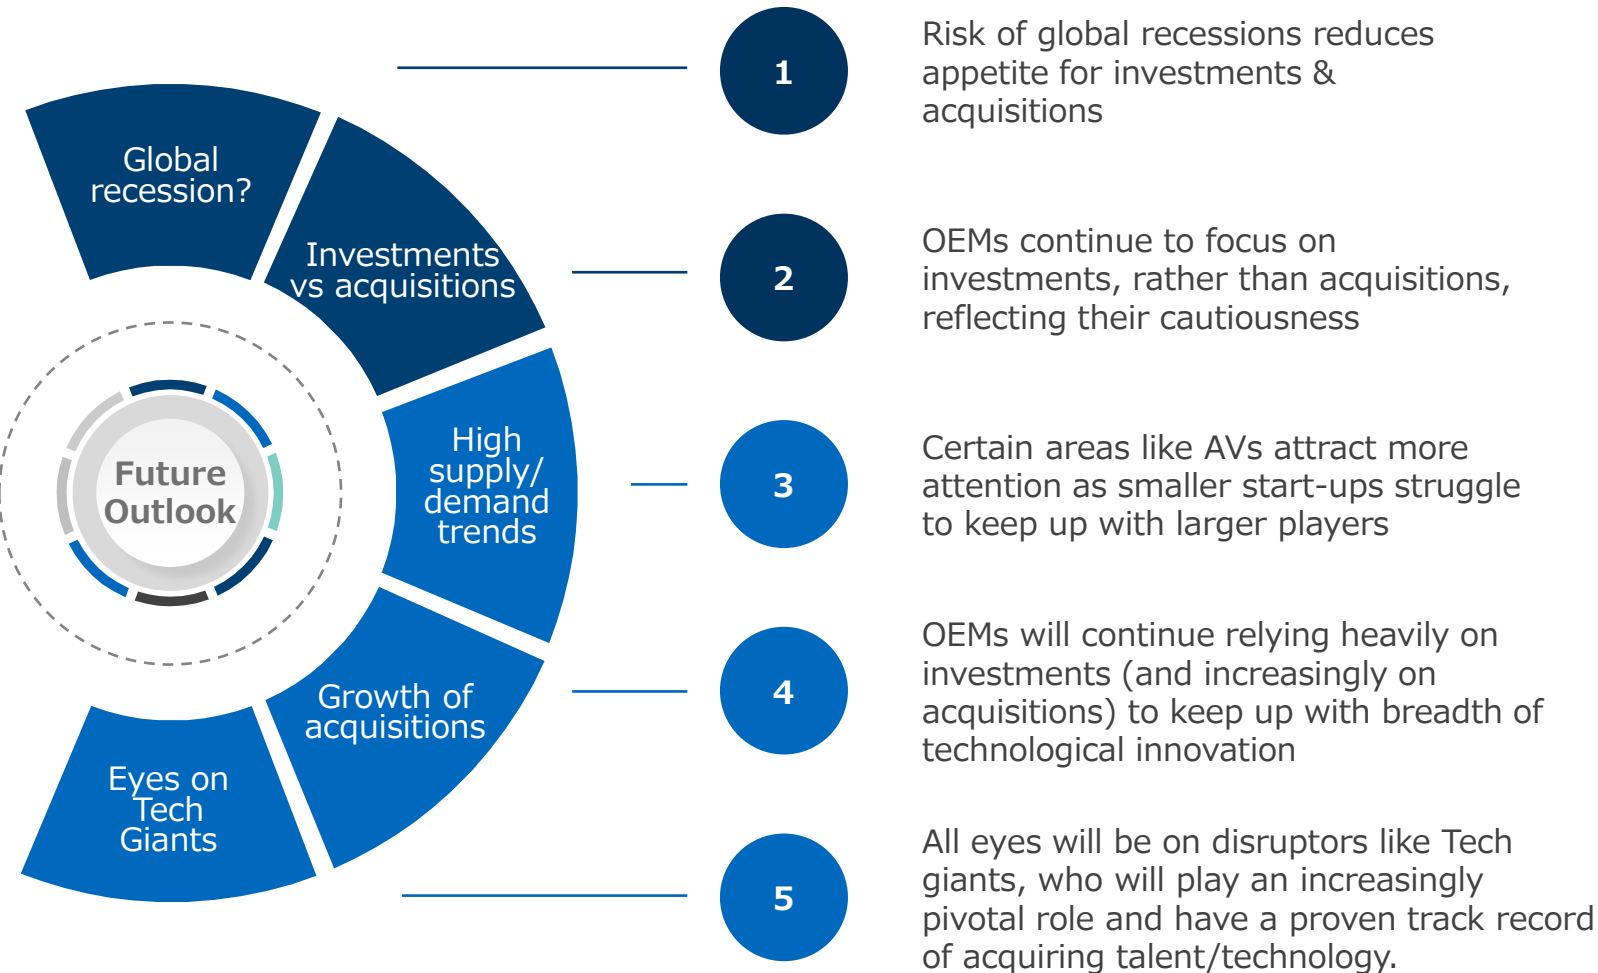 Global
recession?
Investments
vs acquisitions
High
supply/
demand
trends
Growth of
acquisitions
Eyes on
Tech
Giants
Future
Outlook
1
Risk of global recessions reduces
appetite for investments &
acquisitions
2
OEMs continue to focus on
investments, rather than acquisitions,
reflecting their cautiousness
3
Certain areas like AVs attract more
attention as smaller start-ups struggle
to keep up with larger players
4
OEMs will continue relying heavily on
investments (and increasingly on
acquisitions) to keep up with breadth of
technological innovation
5
All eyes will be on disruptors like Tech
giants, who will play an increasingly
pivotal role and have a proven track record
of acquiring talent/technology.